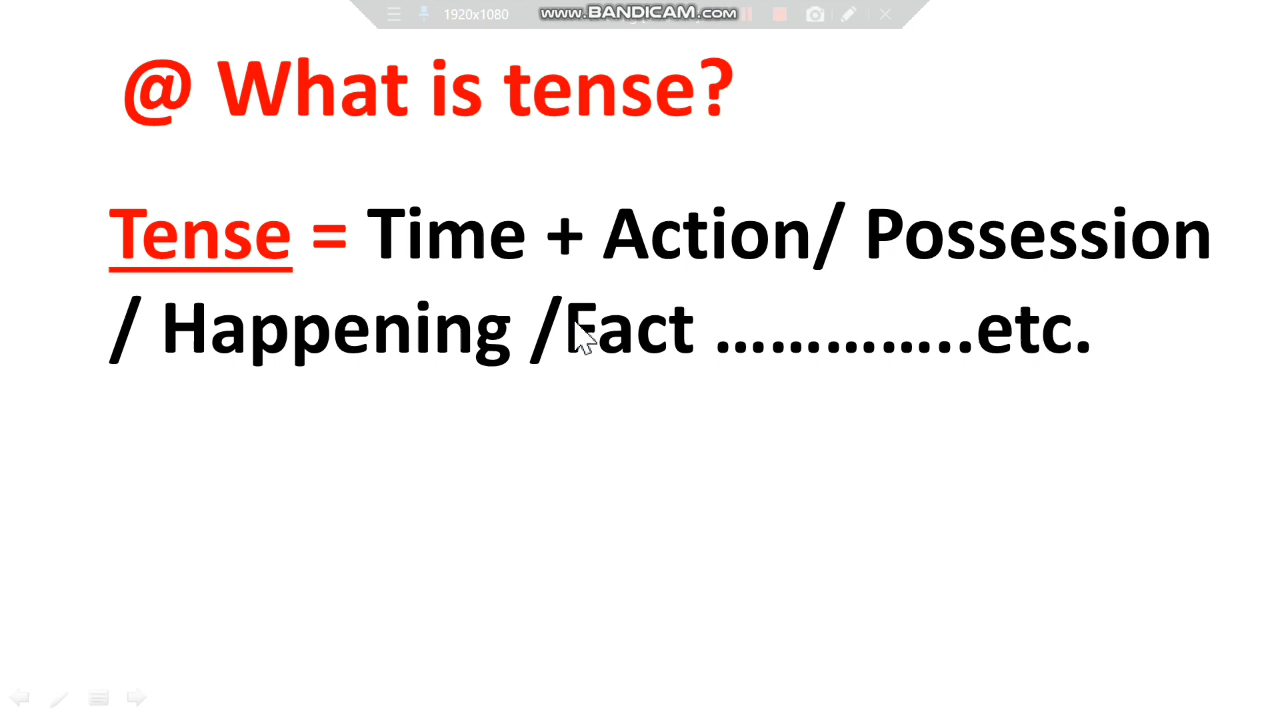 1920x1080 www.BANDICAM.com
@ What is tense?
Tense = Time + Action/ Possession
/ Happening /Fact …………..etc.